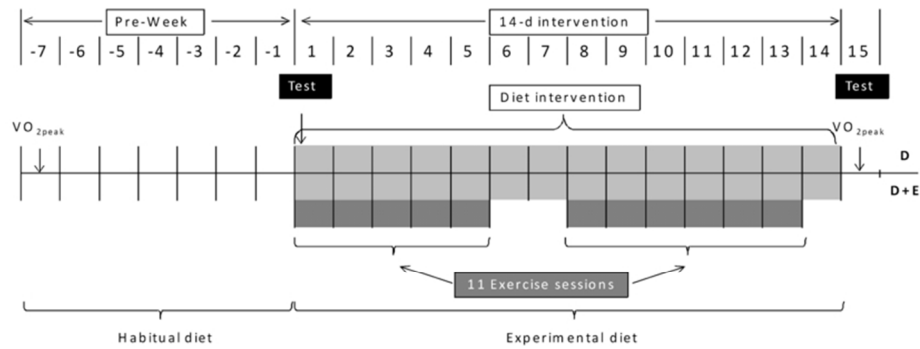 Pre-Week 14-d intervention
-7 -6 -5 -4 -3 -2 -1 1 2 3 4 5 6 7 8 9 10 11 12 13 14 15
Test Test
Diet intervention
VO2peak VO2peak
D
D+E
11 Exercise sessions
Habitual diet Experimental diet